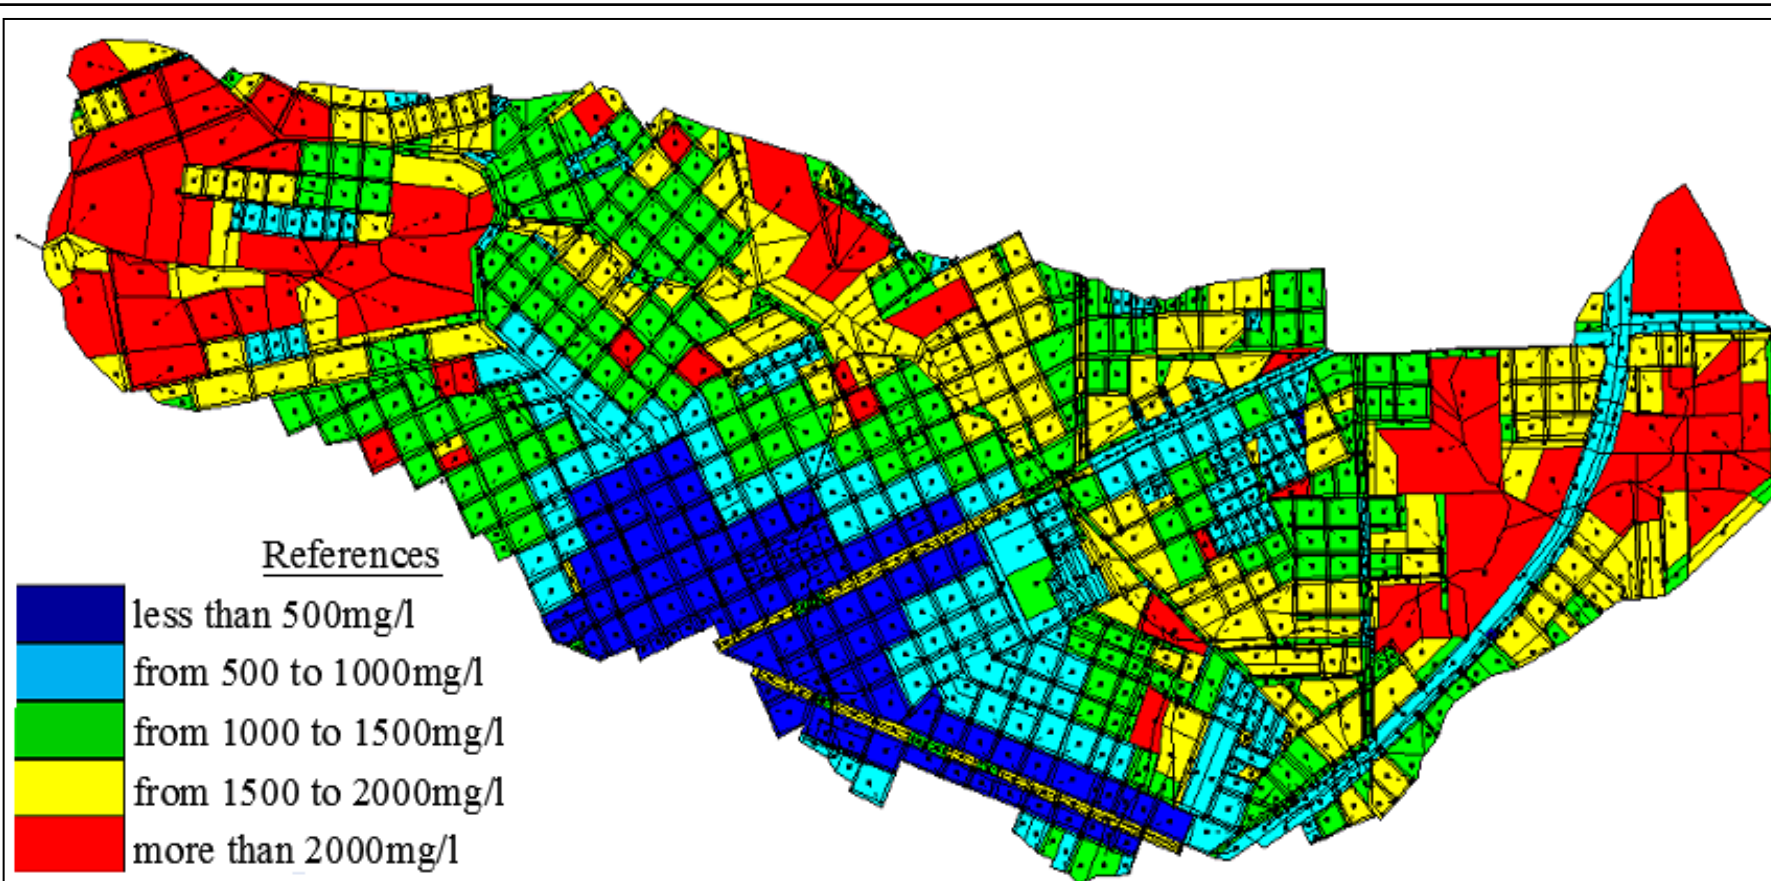 References
less than 500mg/l
from 500 to 1000mg/l
from 1000 to 1500mg/l
from 1500 to 2000mg/l
more than 2000mg/l